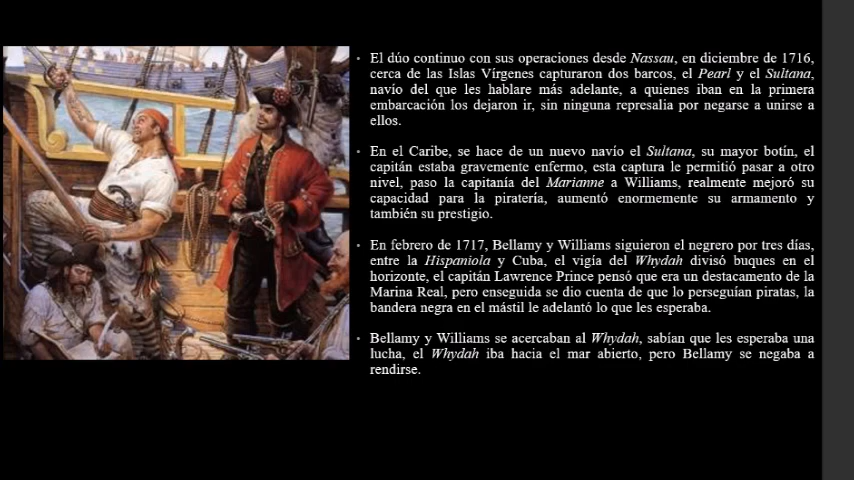 El dúo continuo con sus operaciones desde Nassau, en diciembre de 1716,
cerca de las Islas Vírgenes capturaron dos barcos, el Pearl y el Sultana,
navío del que les hablare más adelante, a quienes iban en la primera
embarcación los dejaron ir, sin ninguna represalia por negarse a unirse a
ellos.
En el Caribe, se hace de un nuevo navío el Sultana, su mayor botín, el
capitán estaba gravemente enfermo, esta captura le permitió pasar a otro
nivel, paso la capitanía del Marianne a Williams, realmente mejoró su
capacidad para la piratería, aumentó enormemente su armamento y
también su prestigio.
En febrero de 1717, Bellamy y Williams siguieron el negrero por tres días,
entre la Hispaniola y Cuba, el vigía del Whydah divisó buques en el
horizonte, el capitán Lawrence Prince pensó que era un destacamento de la
Marina Real, pero enseguida se dio cuenta de que lo perseguían piratas, la
bandera negra en el mástil le adelantó lo que les esperaba.
Bellamy y Williams se acercaban al Whydah, sabían que les esperaba una
lucha, el Whydah iba hacia el mar abierto, pero Bellamy se negaba a
rendirse.